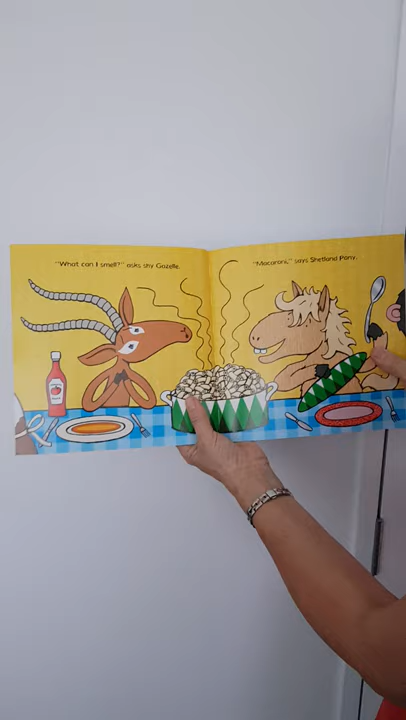 "What can I smell?" asks shy Gazelle.
"Macaroni," says Shetland Pony.